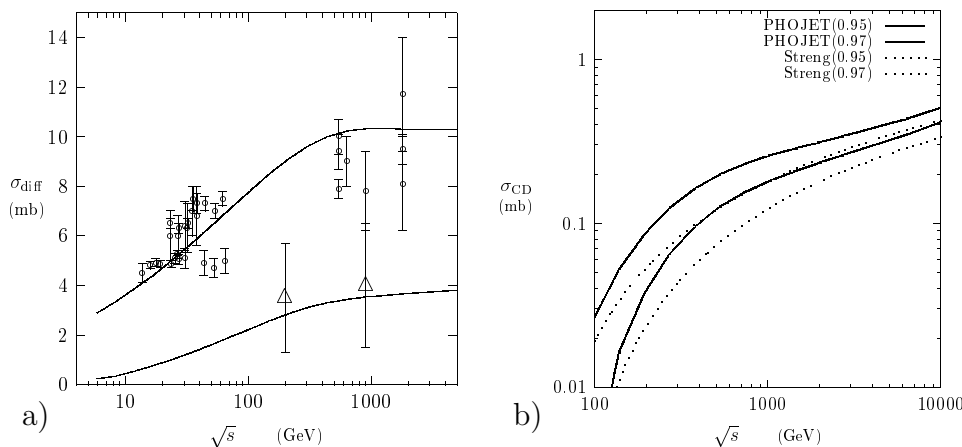 14
12
10
8
6
4
2
0
σdiff
(mb)
10
100
1000
√s (GeV)
a)
PHOJET(0.95)
PHOJET(0.97)
Streng(0.95)
Streng(0.97)
1
0.1
0.01
σCD
(mb)
100
1000
10000
√s (GeV)
b)